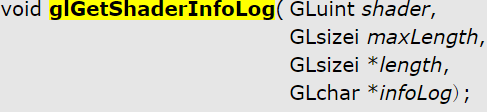 void glGetShaderInfoLog( GLuint shader,
GLsizei maxLength,
GLsizei *length,
GLchar *infoLog);